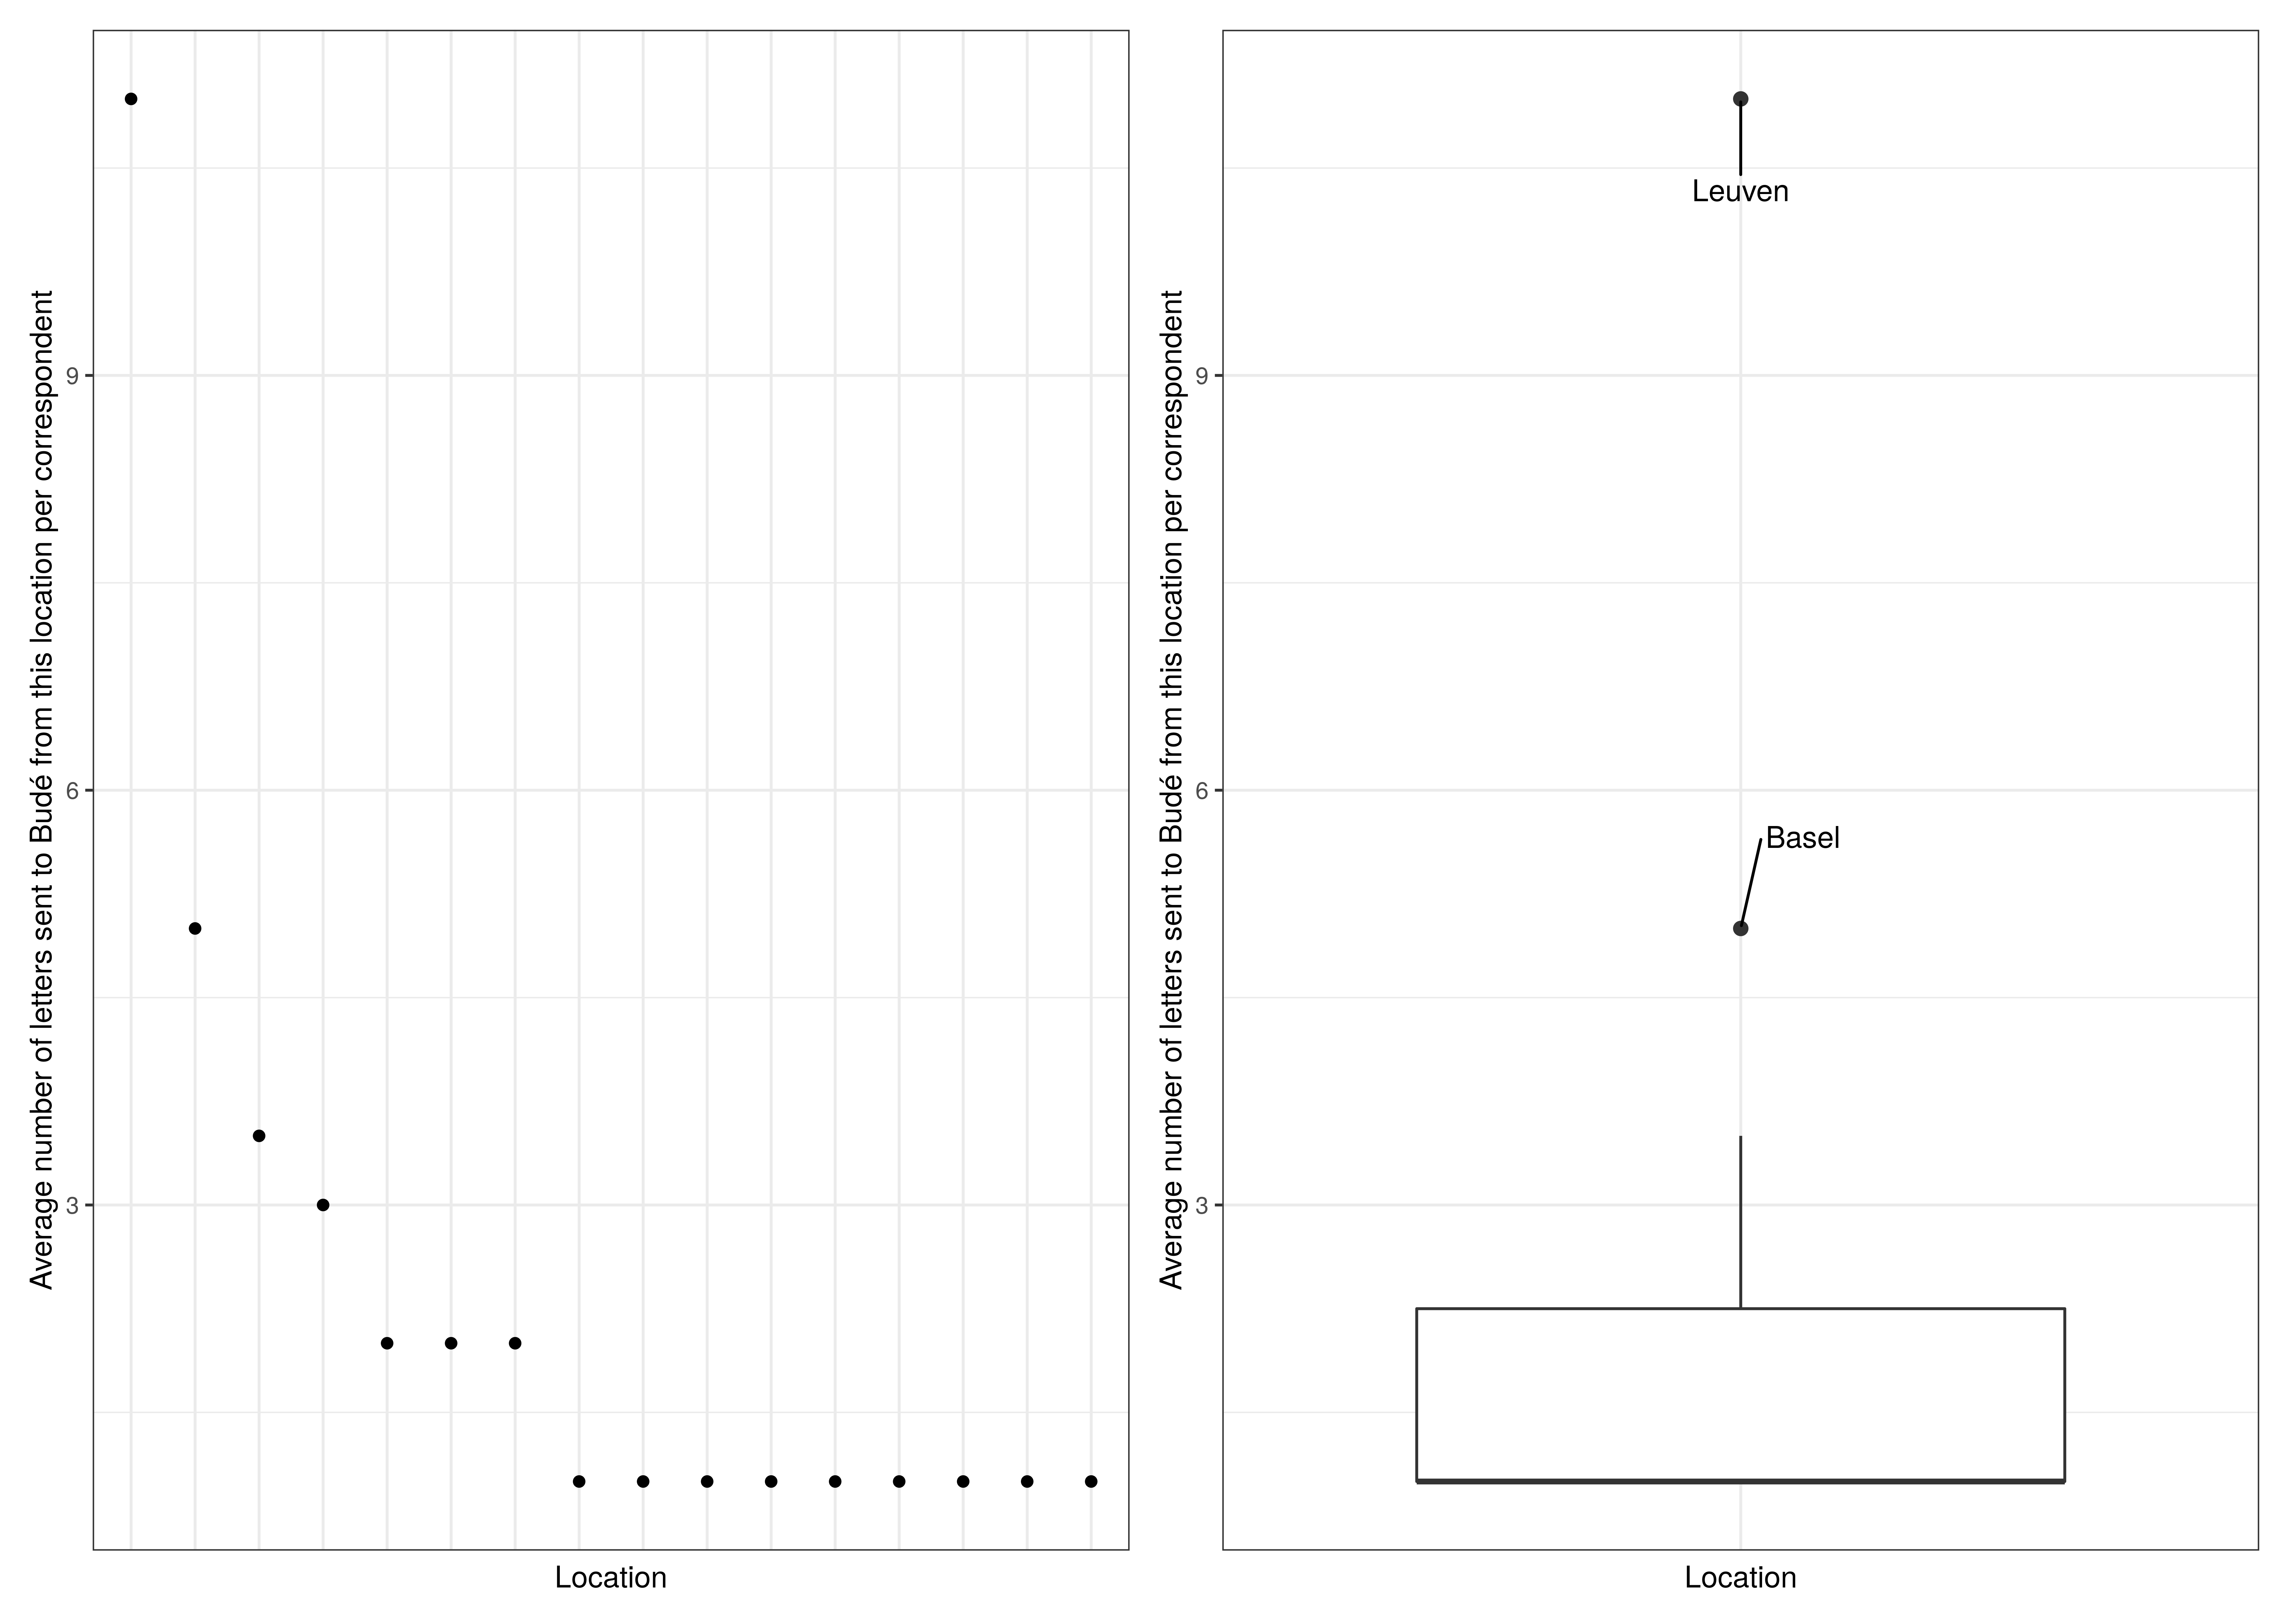 Average number of letters sent to Budé from this location per correspondent
9
6
3
Location
Average number of letters sent to Budé from this location per correspondent
9
6
3
Leuven
Basel
Location